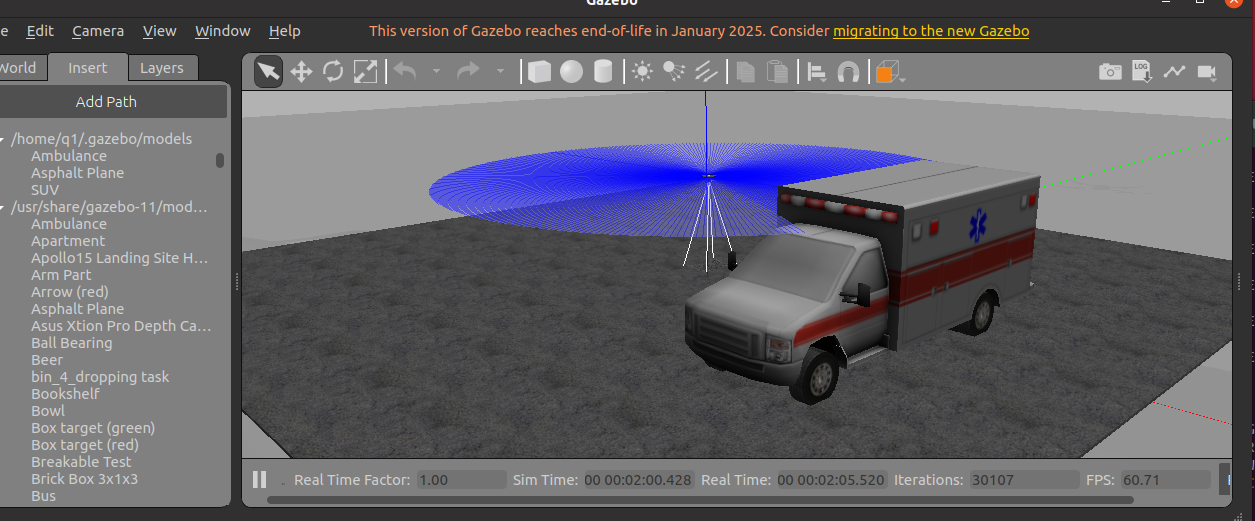 Gazebo
Edit Camera View Window Help
This version of Gazebo reaches end-of-life in January 2025. Consider migrating to the new Gazebo
World Insert Layers
LOG
Add Path
/home/q1/.gazebo/models
Ambulance
Asphalt Plane
SUV
/usr/share/gazebo-11/mod…
Ambulance
Apartment
Apollo15 Landing Site H…
Arm Part
Arrow (red)
Asphalt Plane
Asus Xtion Pro Depth Ca…
Ball Bearing
Beer
bin_4_dropping task
Bookshelf
Bowl
Box target (green)
Box target (red)
Breakable Test
Brick Box 3x1x3
Bus
Real Time Factor: 1.00 Sim Time: 00 00:02:00.428 Real Time: 00 00:02:05.520 Iterations: 30107 FPS: 60.71